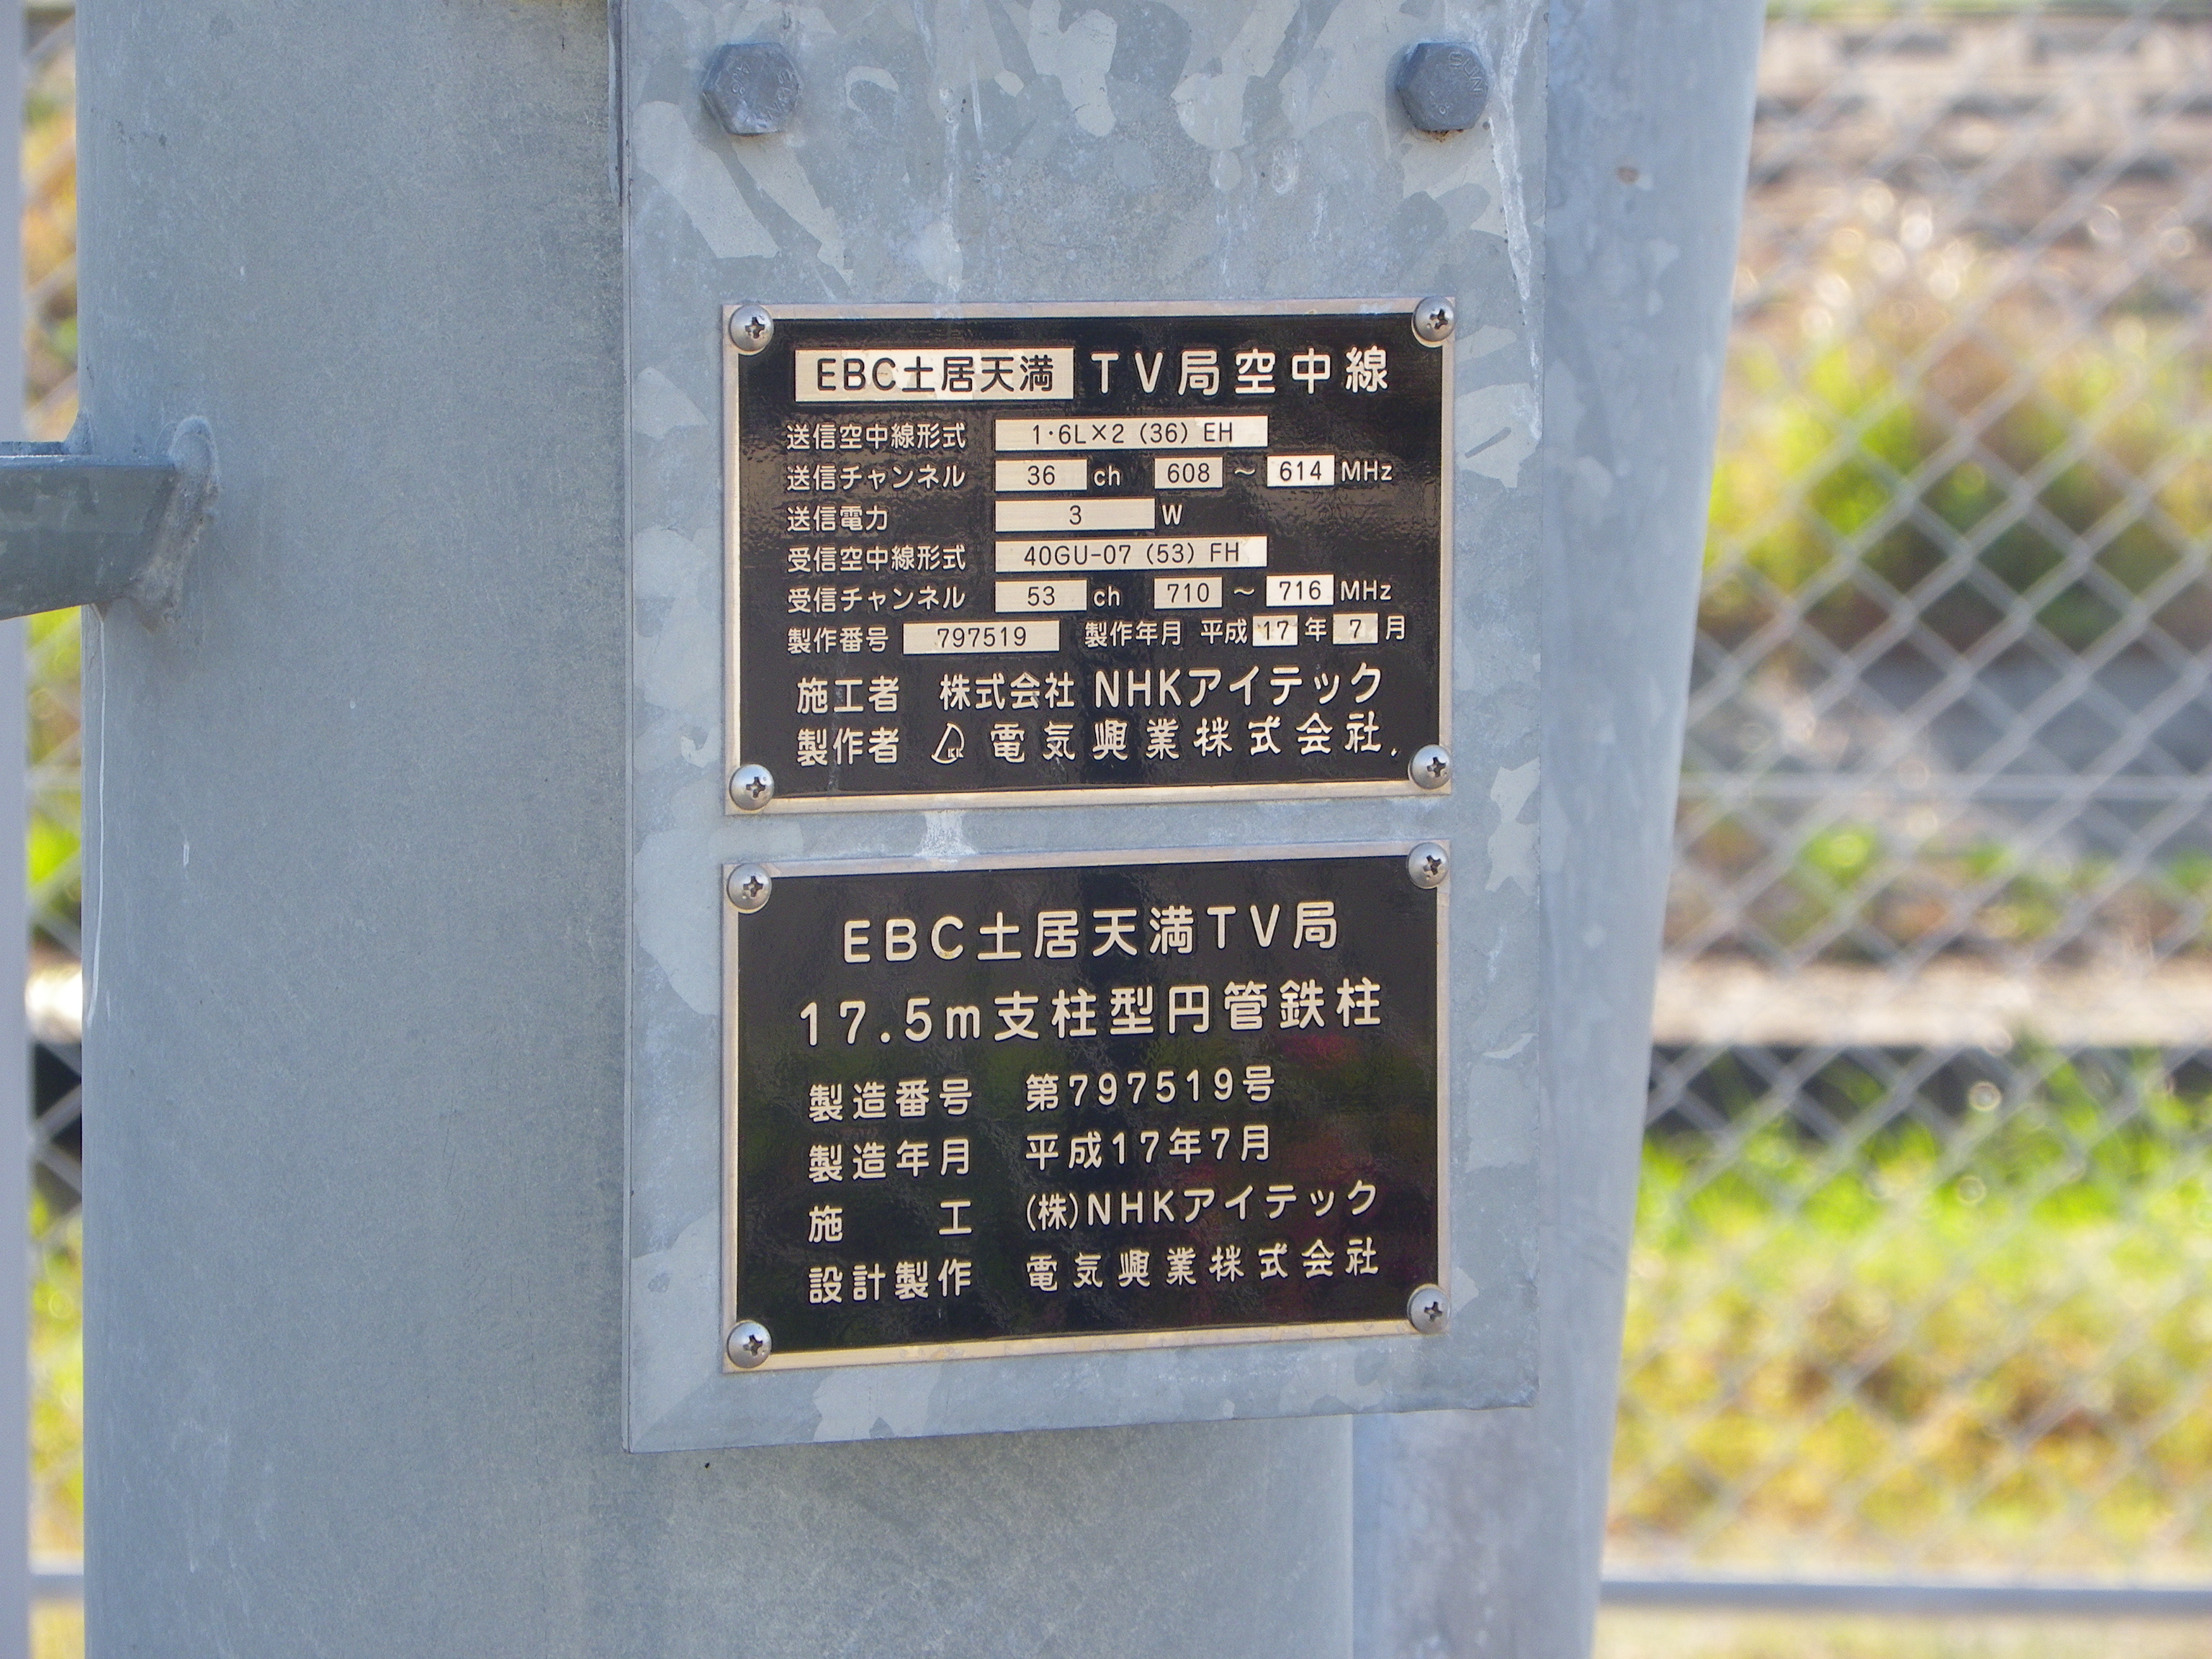 EBC土居天満 TV局空中線
送信空中線形式 1・6L×2 (36) EH
送信チャンネル 36 ch 608 ～ 614 MHz
送信電力 3 W
受信空中線形式 40GU-07 (53) FH
受信チャンネル 53 ch 710 ～ 716 MHz
製作番号 797519 製作年月 平成 17 年 7 月
施工者 株式会社 NHKアイテック
製作者 電気興業株式会社.
EBC土居天満TV局
17.5m支柱型円管鉄柱
製造番号 第797519号
製造年月 平成17年7月
施工 (株)NHKアイテック
設計製作 電気興業株式会社